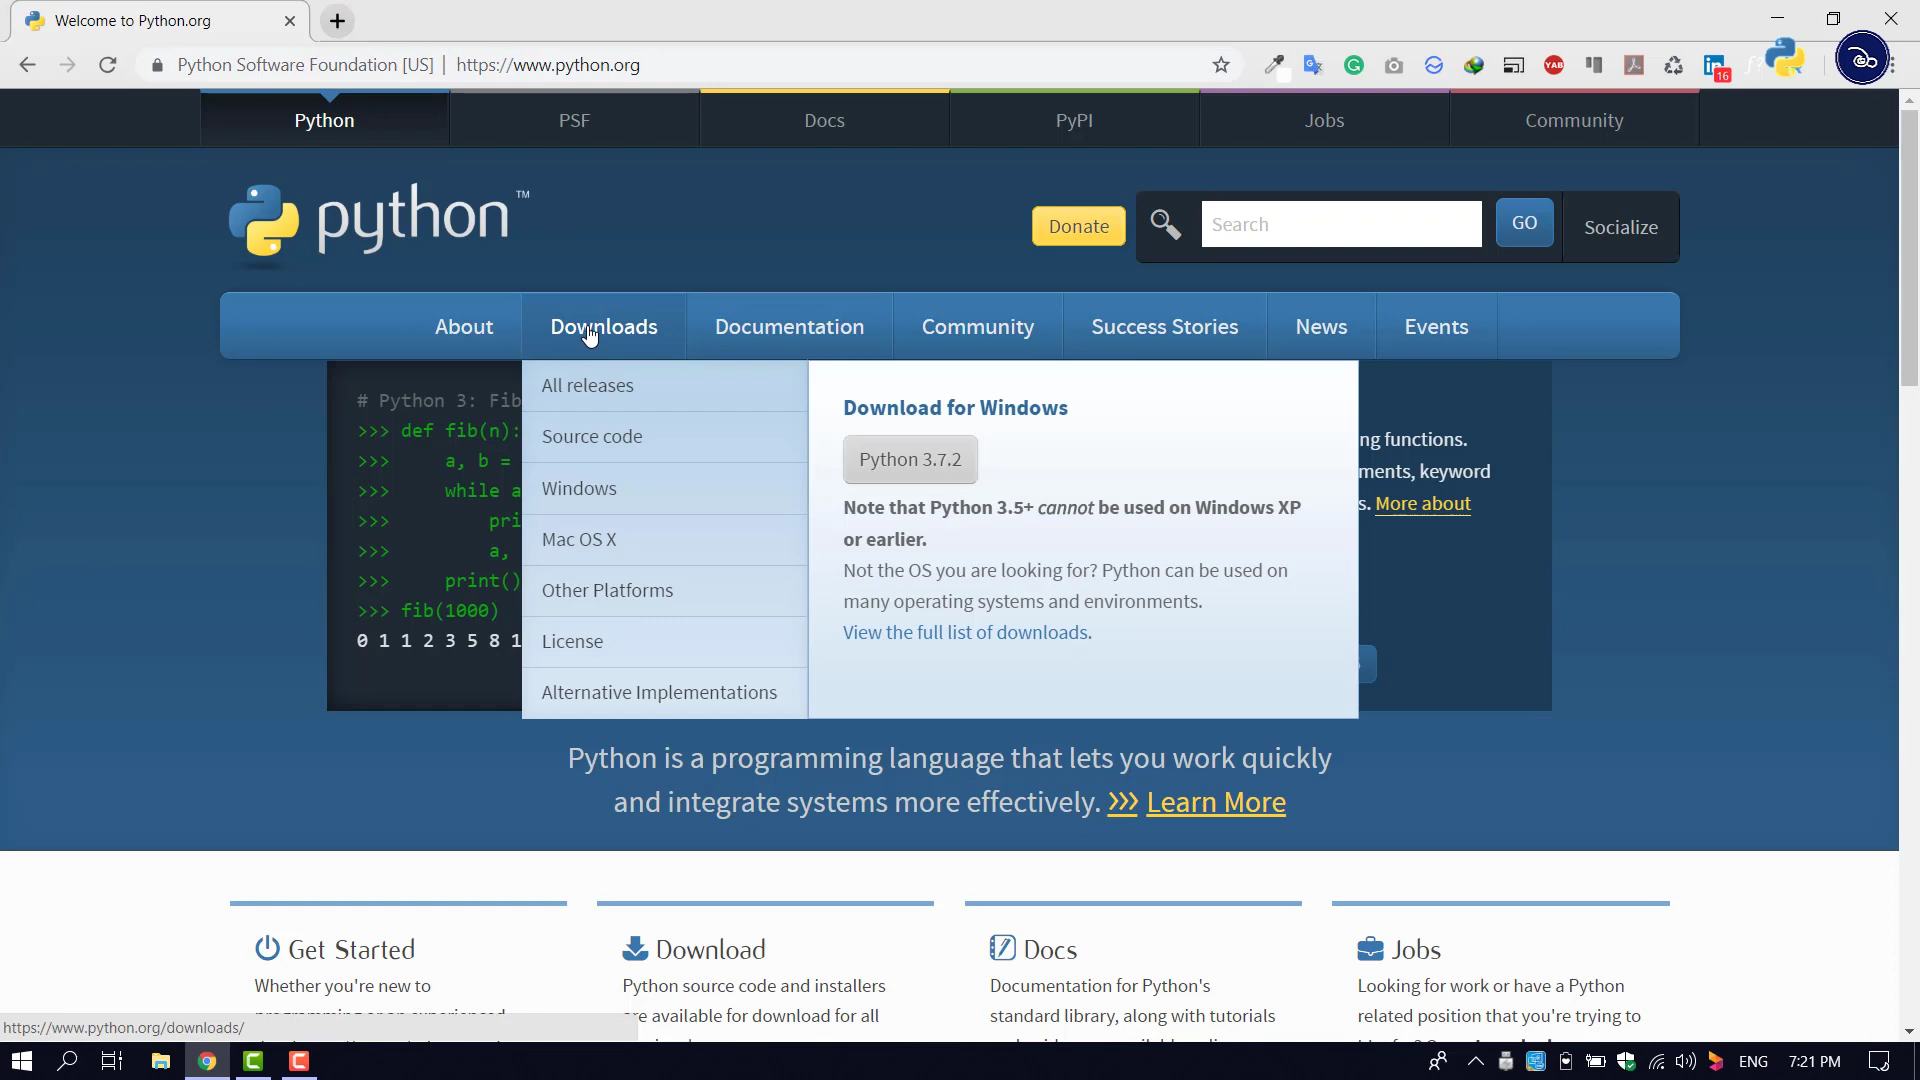 Welcome to Python.org
Python Software Foundation [US] | https://www.python.org
16
Python
PSF
Docs
PyPI
Jobs
Community
python™
Donate
Search
GO
Socialize
About
Downloads
Documentation
Community
Success Stories
News
Events
# Python 3: Fib
>>> def fib(n):
>>> a, b =
>>> while a
>>> pri
>>> a,
>>> print()
>>> fib(1000)
0 1 1 2 3 5 8 1
All releases
Source code
Windows
Mac OS X
Other Platforms
License
Alternative Implementations
Download for Windows
Python 3.7.2
Note that Python 3.5+ cannot be used on Windows XP
or earlier.
Not the OS you are looking for? Python can be used on
many operating systems and environments.
View the full list of downloads.
ng functions.
ments, keyword
s. More about
Python is a programming language that lets you work quickly
and integrate systems more effectively. >>> Learn More
Get Started
Whether you're new to
Download
Python source code and installers
are available for download for all
Docs
Documentation for Python's
standard library, along with tutorials
Jobs
Looking for work or have a Python
related position that you're trying to
https://www.python.org/downloads/
ENG
7:21 PM